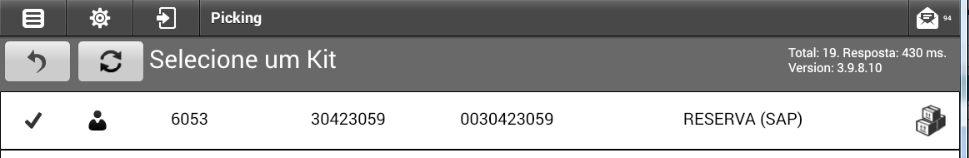 Picking
94
Selecione um Kit
Total: 19. Resposta: 430 ms.
Version: 3.9.8.10
6053 30423059 0030423059 RESERVA (SAP)